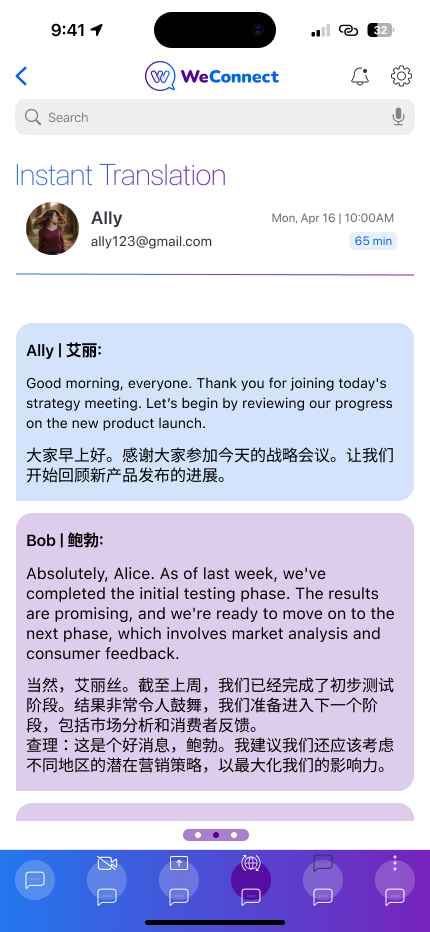 9:41
32
WeConnect
Search
Instant Translation
Ally
Mon, Apr 16 | 10:00AM
ally123@gmail.com
65 min
Ally | 艾丽:
Good morning, everyone. Thank you for joining today's
strategy meeting. Let’s begin by reviewing our progress
on the new product launch.
大家早上好。感谢大家参加今天的战略会议。让我们
开始回顾新产品发布的进展。
Bob | 鲍勃:
Absolutely, Alice. As of last week, we've
completed the initial testing phase. The results
are promising, and we're ready to move on to the
next phase, which involves market analysis and
consumer feedback.
当然，艾丽丝。截至上周，我们已经完成了初步测试
阶段。结果非常令人鼓舞，我们准备进入下一个阶
段，包括市场分析和消费者反馈。
查理：这是个好消息，鲍勃。我建议我们还应该考虑
不同地区的潜在营销策略，以最大化我们的影响力。